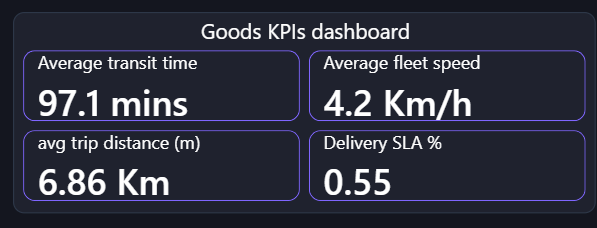 Goods KPIs dashboard
Average transit time
97.1 mins
Average fleet speed
4.2 Km/h
avg trip distance (m)
6.86 Km
Delivery SLA %
0.55